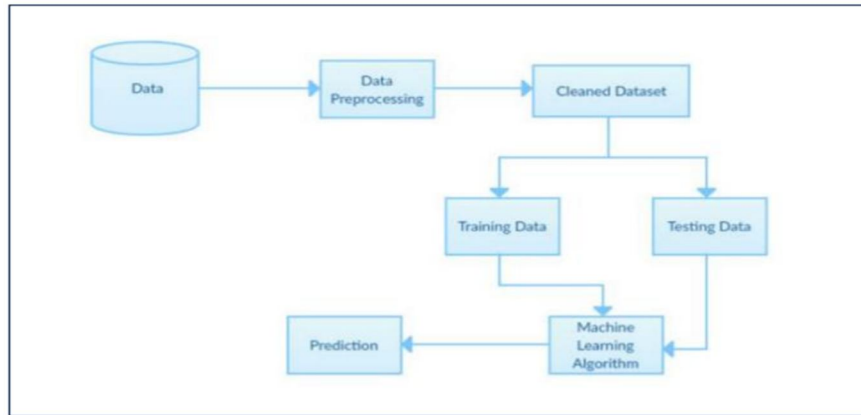 Data
Data
Preprocessing
Cleaned Dataset
Training Data
Testing Data
Prediction
Machine
Learning
Algorithm